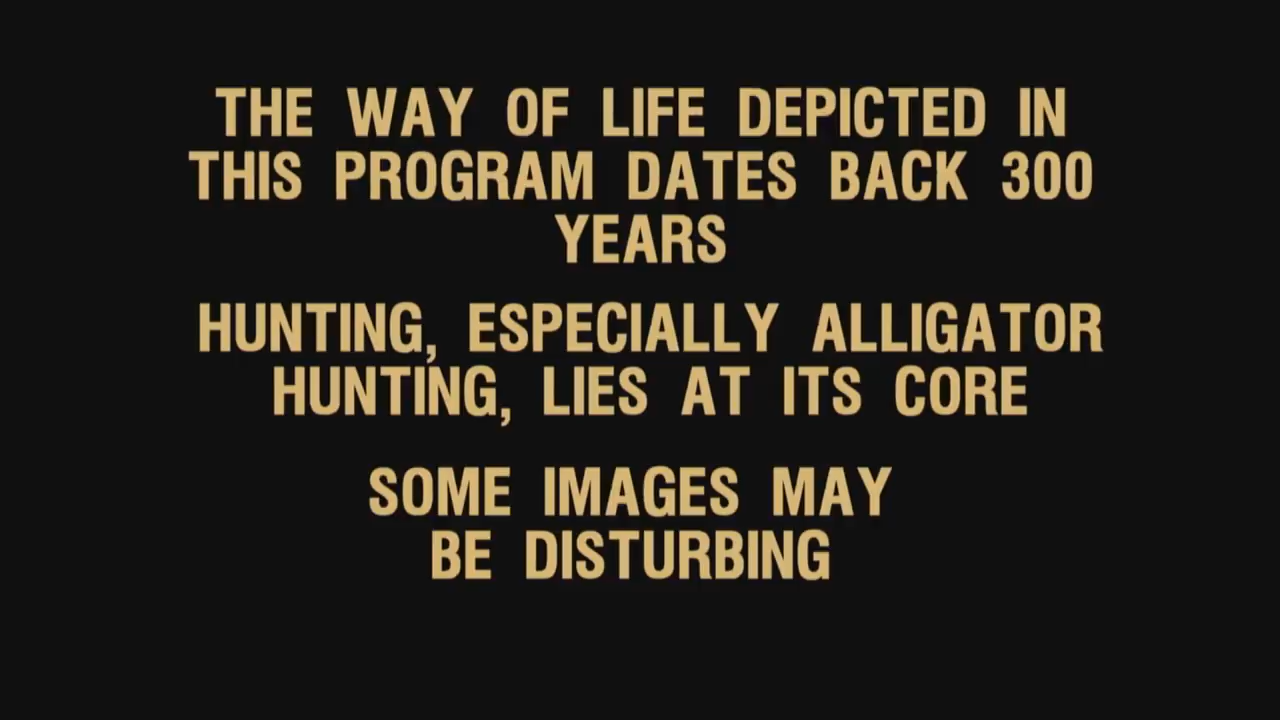 THE WAY OF LIFE DEPICTED IN
THIS PROGRAM DATES BACK 300
YEARS
HUNTING, ESPECIALLY ALLIGATOR
HUNTING, LIES AT ITS CORE
SOME IMAGES MAY
BE DISTURBING